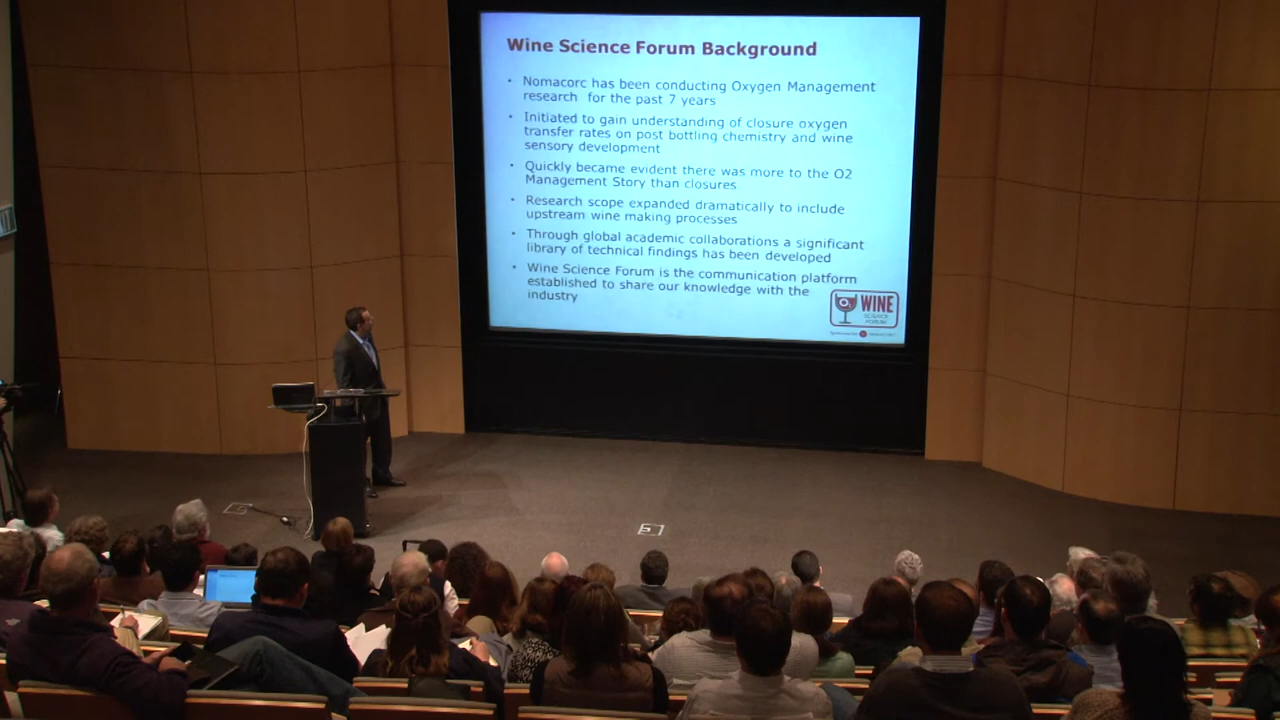 Wine Science Forum Background
• Nomacorc has been conducting Oxygen Management
research for the past 7 years
• Initiated to gain understanding of closure oxygen
transfer rates on post bottling chemistry and wine
sensory development
• Quickly became evident there was more to the O2
Management Story than closures
• Research scope expanded dramatically to include
upstream wine making processes
• Through global academic collaborations a significant
library of technical findings has been developed
• Wine Science Forum is the communication platform
established to share our knowledge with the
industry
O2 WINE
SCIENCE
FORUM